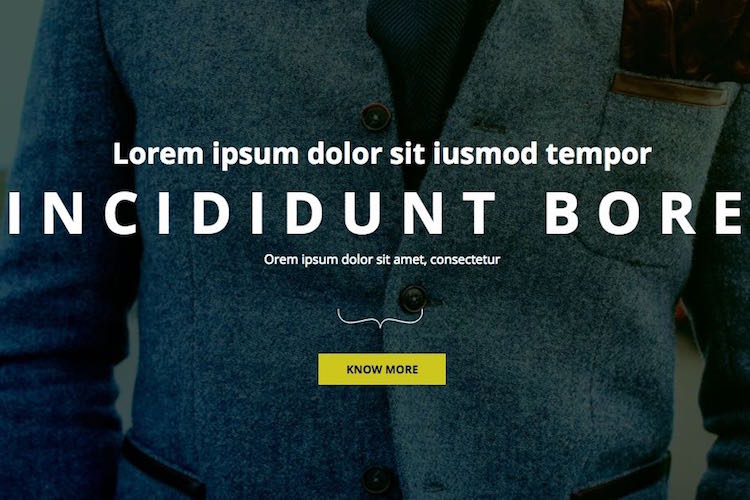 Lorem ipsum dolor sit iusmod tempor
INCIDIDUNT BORE
Orem ipsum dolor sit amet, consectetur
KNOW MORE